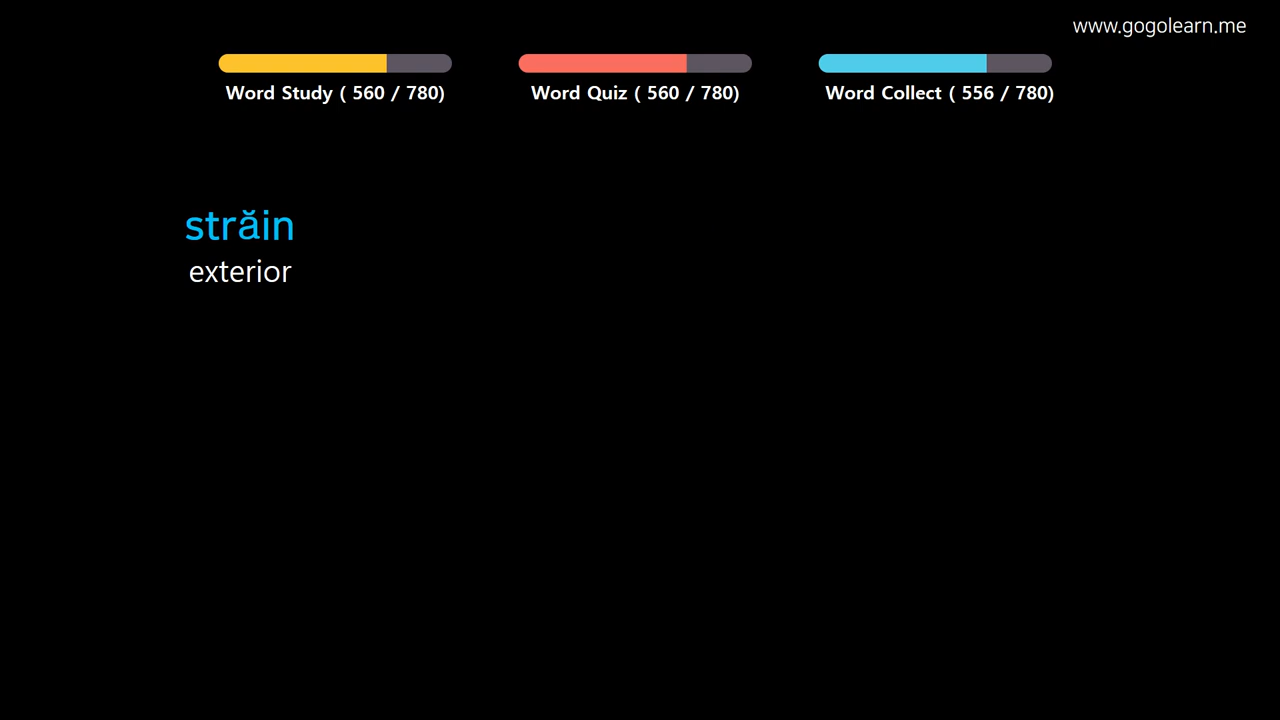 www.gogolearn.me
Word Study ( 560 / 780)
Word Quiz ( 560 / 780)
Word Collect ( 556 / 780)
străin
exterior